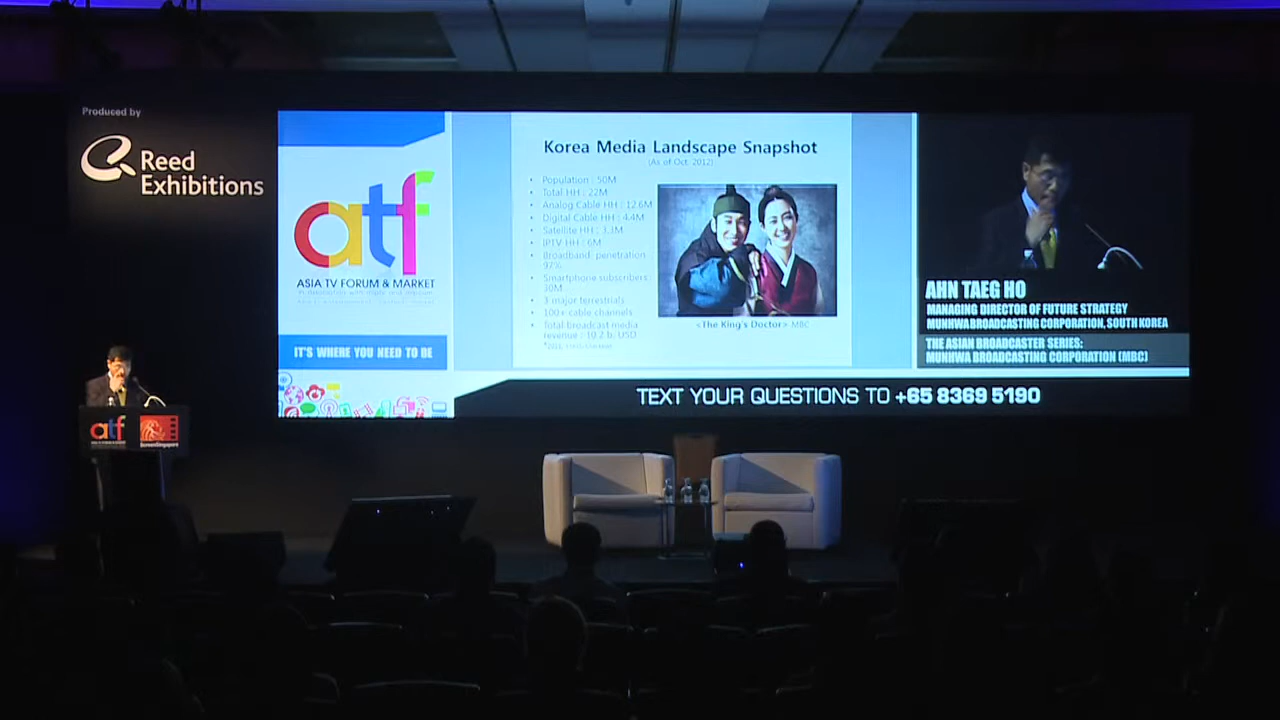 Produced by
Reed
Exhibitions
atf
ASIA TV FORUM & MARKET
IT'S WHERE YOU NEED TO BE
Korea Media Landscape Snapshot
(As of Oct. 2012)
• Population : 50M
• Total HH : 22M
• Analog Cable HH : 12.6M
• Digital Cable HH : 4.4M
• Satellite HH : 3.3M
• IPTV HH : 6M
• Broadband penetration
97%
• Smartphone subscribers
30M
• 3 major terrestrials
• 100+ cable channels
• Total broadcast media
revenue : 10.2 b. USD
<The King's Doctor> MBC
AHN TAEG HO
MANAGING DIRECTOR OF FUTURE STRATEGY
MUNHWA BROADCASTING CORPORATION, SOUTH KOREA
THE ASIAN BROADCASTER SERIES:
MUNHWA BROADCASTING CORPORATION (MBC)
TEXT YOUR QUESTIONS TO +65 8369 5190
atf
ScreenSingapore